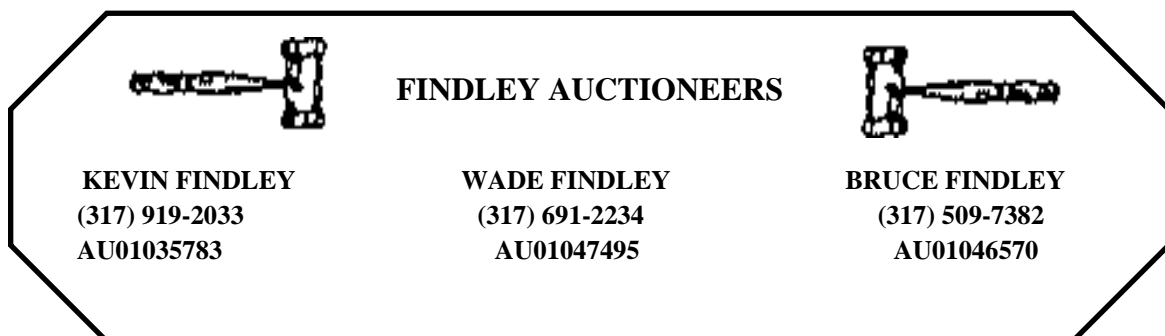 FINDLEY AUCTIONEERS
KEVIN FINDLEY WADE FINDLEY BRUCE FINDLEY
(317) 919-2033 (317) 691-2234 (317) 509-7382
AU01035783 AU01047495 AU01046570